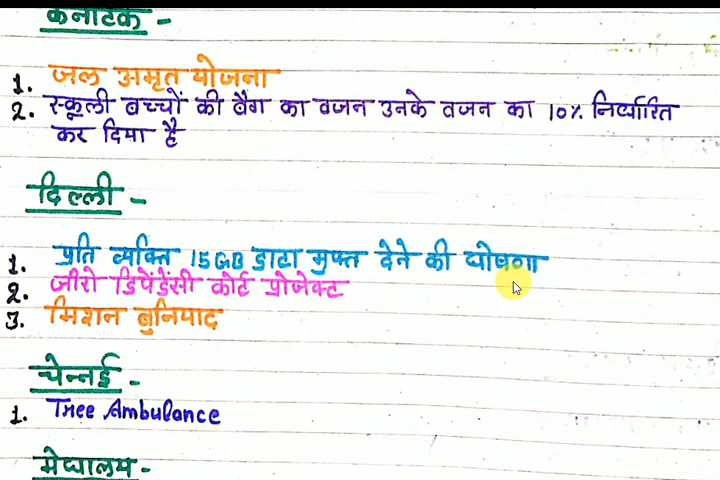 कर्नाटक -
1. जल अमृत योजना
2. स्कूली बच्चों की बैग का वजन उनके वजन का 10% निर्धारित
कर दिया है
दिल्ली -
1. प्रति व्यक्ति 15GB डाटा मुफ्त देने की घोषणा
2. जीरो डिपेंडेंसी कोर्ट प्रोजेक्ट
3. मिशन बुनियाद
चेन्नई -
1. Tree Ambulance
मेघालय -